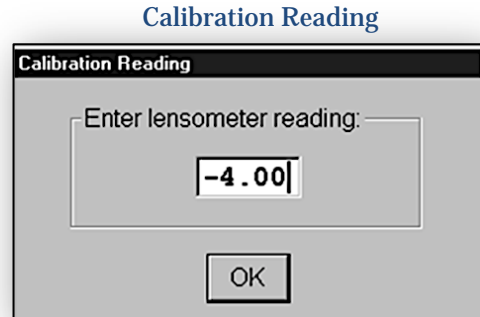 Calibration Reading
Calibration Reading
Enter lensometer reading:
-4.00
OK